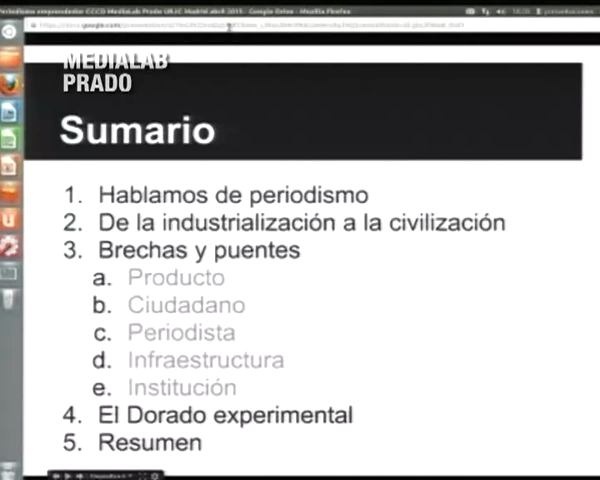 MEDIALAB
PRADO
Sumario
1. Hablamos de periodismo
2. De la industrialización a la civilización
3. Brechas y puentes
a. Producto
b. Ciudadano
c. Periodista
d. Infraestructura
e. Institución
4. El Dorado experimental
5. Resumen